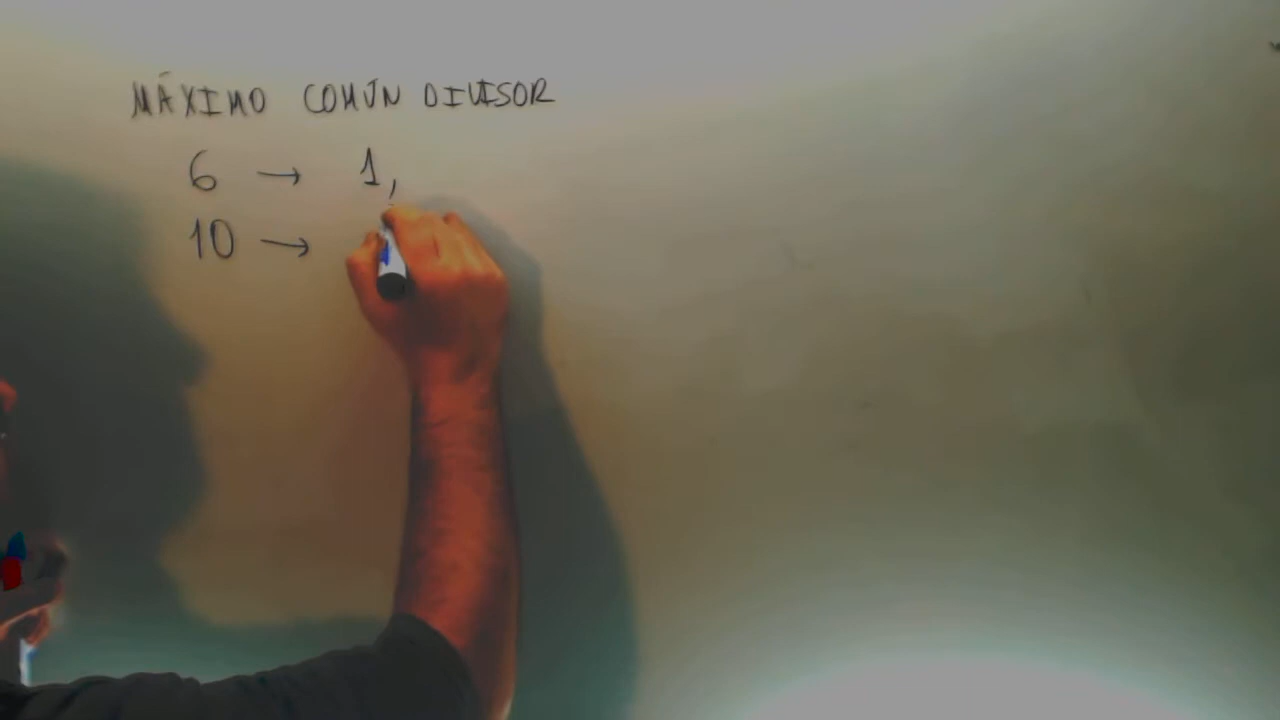 MÁXIMO COMÚN DIVISOR
6 → 1,
10 →